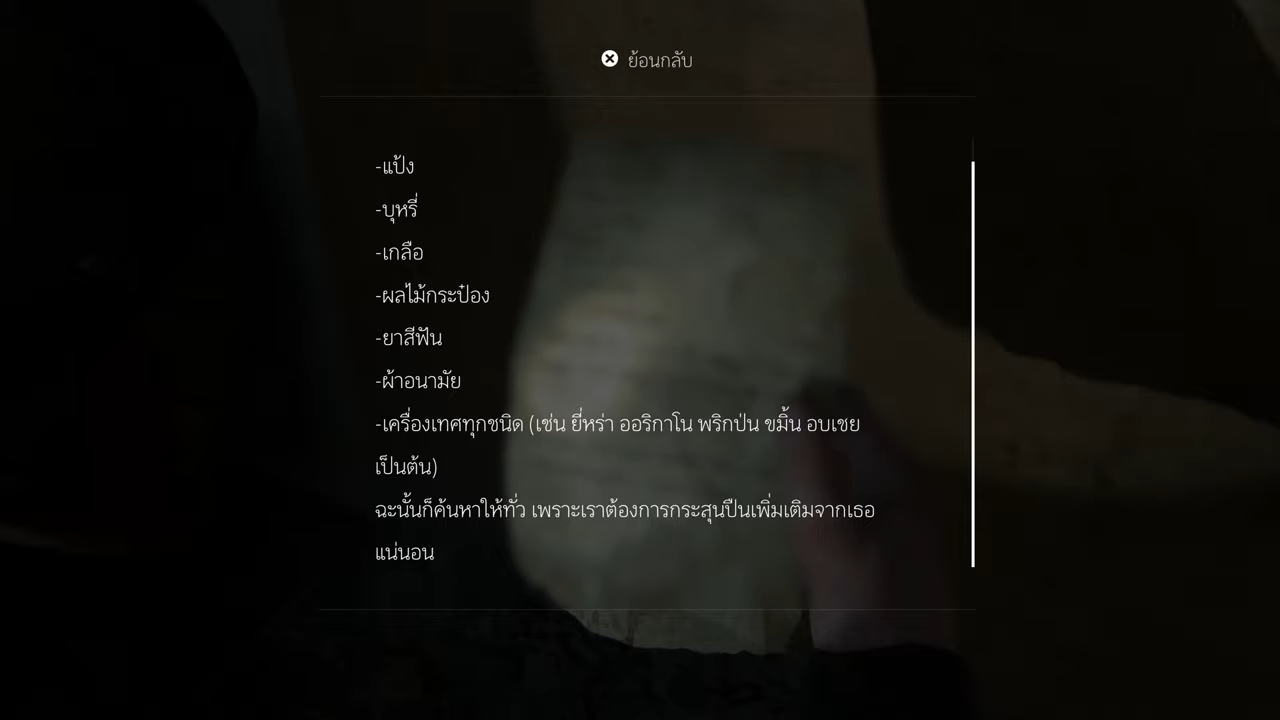 ย้อนกลับ
-แป้ง
-บุหรี่
-เกลือ
-ผลไม้กระป๋อง
-ยาสีฟัน
-ผ้าอนามัย
-เครื่องเทศทุกชนิด (เช่น ยี่หร่า ออริกาโน พริกป่น ขมิ้น อบเชย
เป็นต้น)
ฉะนั้นก็ค้นหาให้ทั่ว เพราะเราต้องการกระสุนปืนเพิ่มเติมจากเธอ
แน่นอน